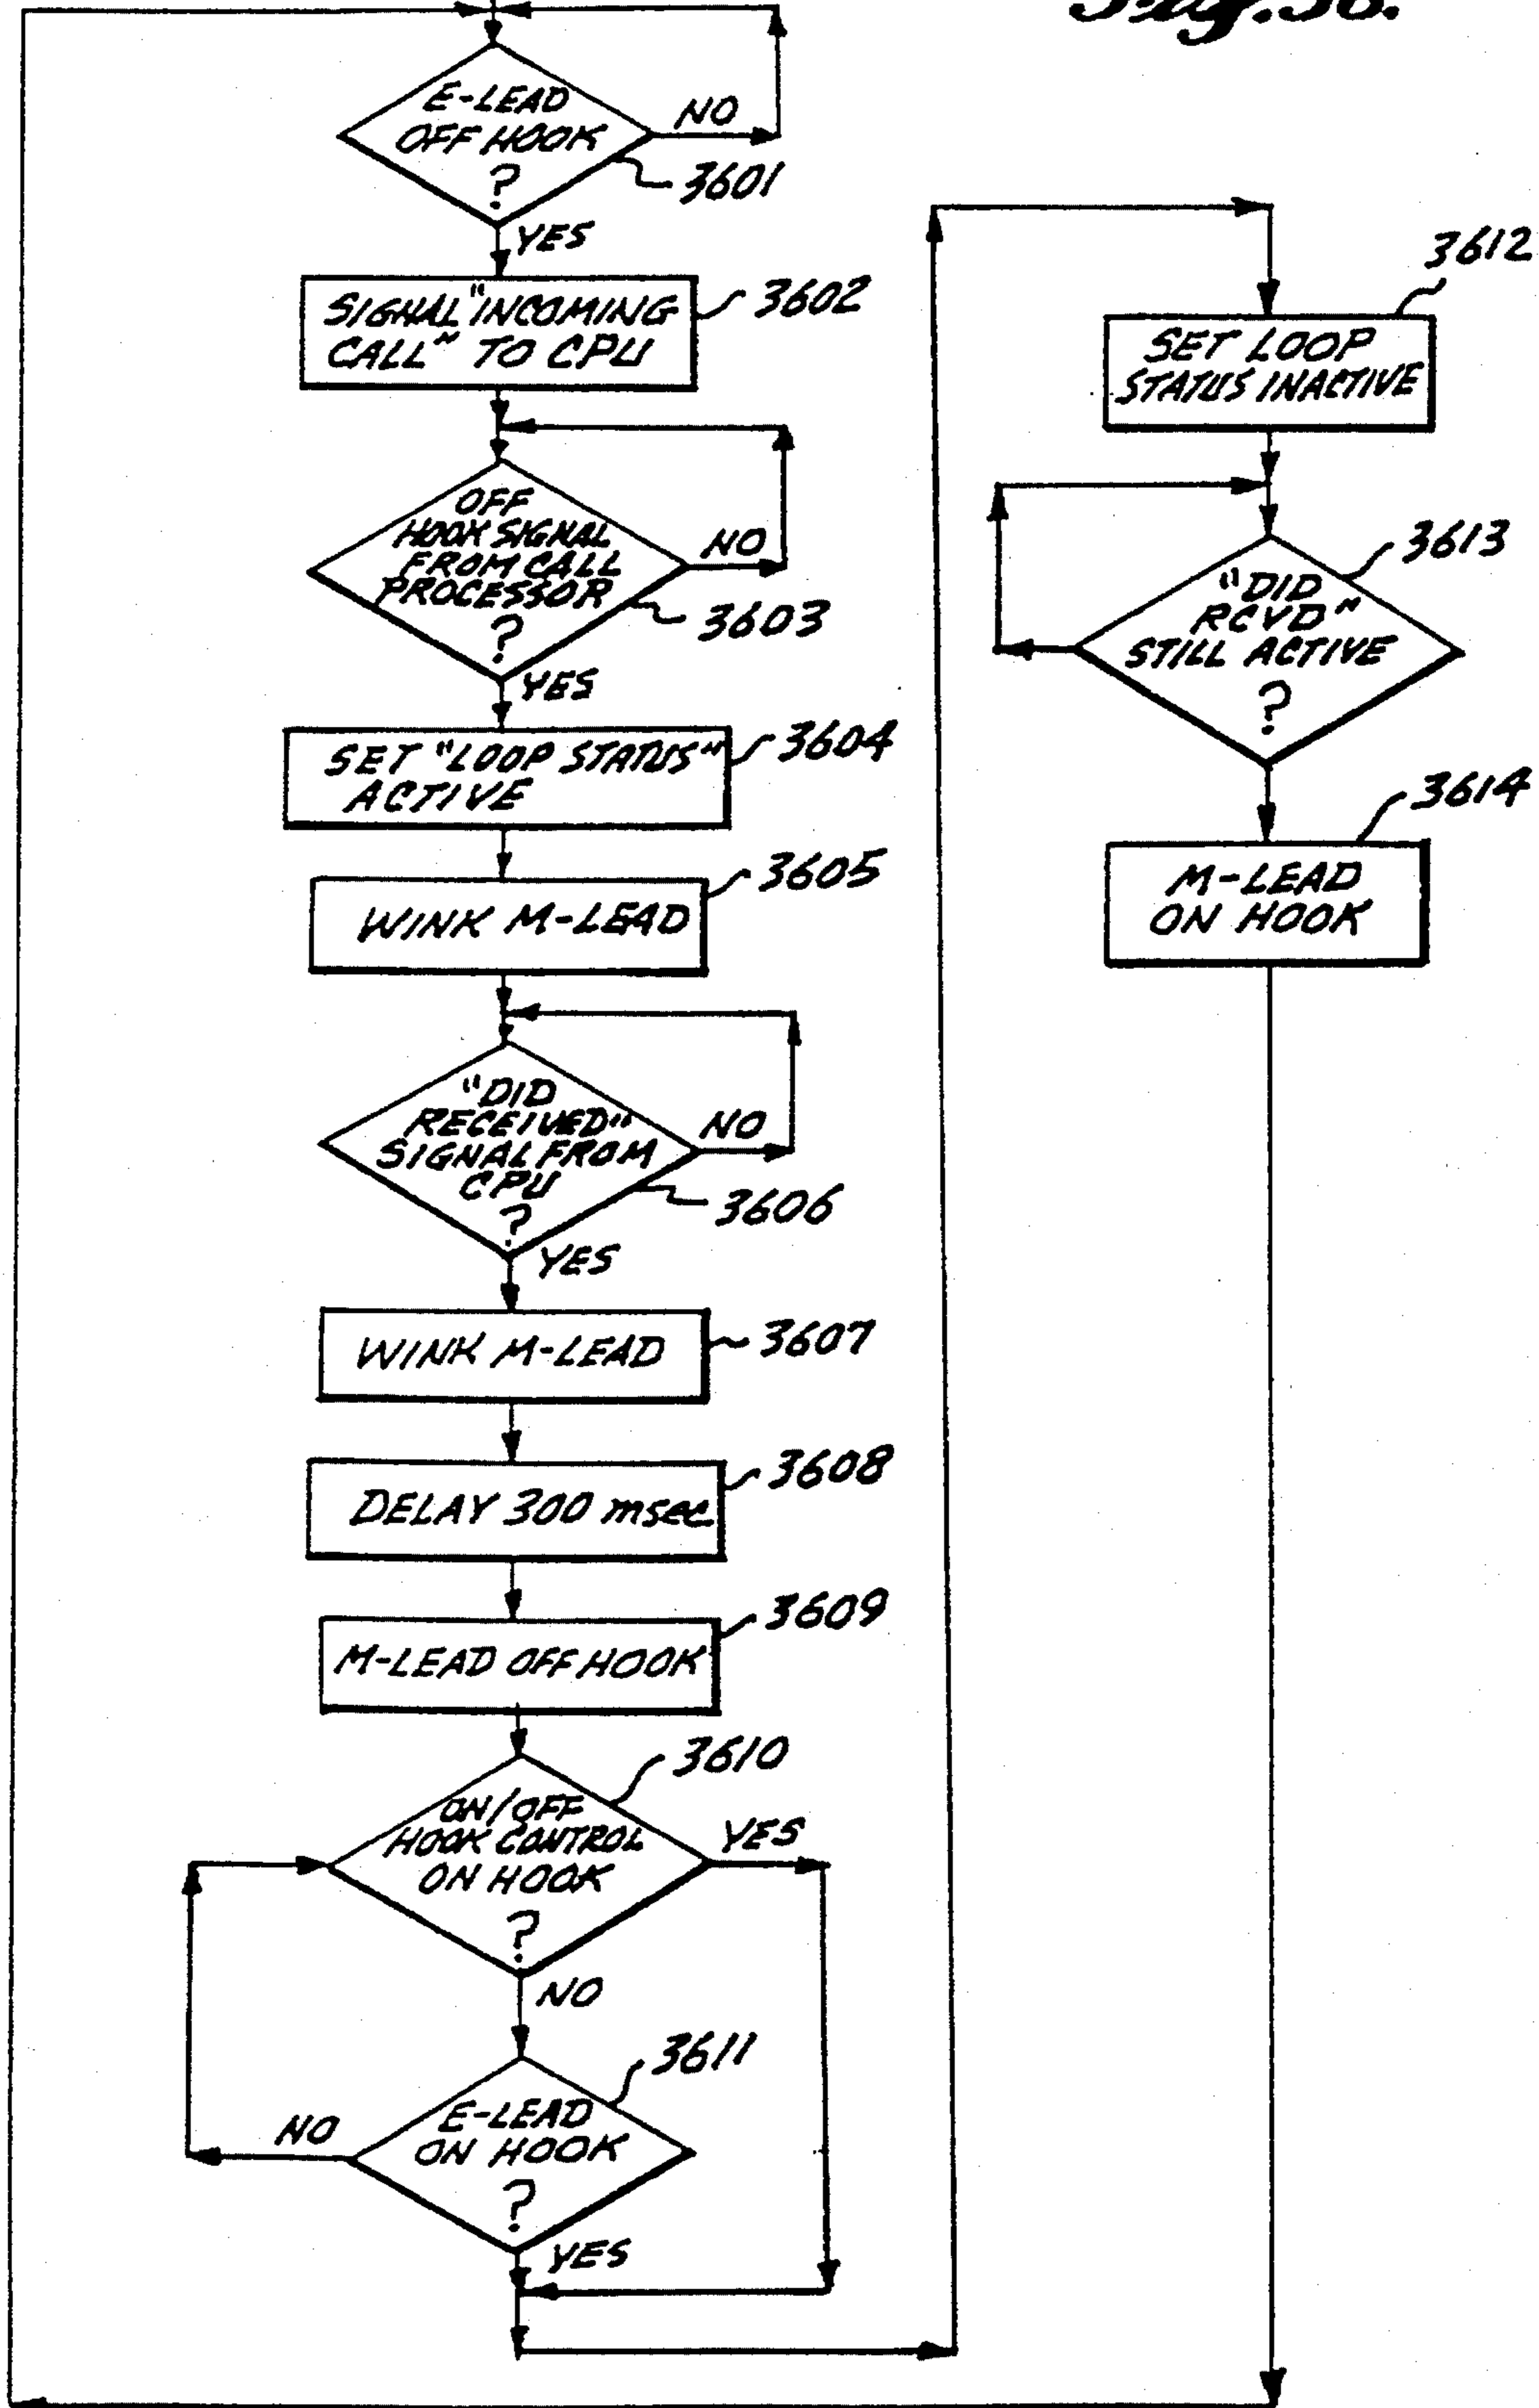 Fig. 36.
E-LEAD
OFF HOOK
?
NO
3601
YES
SIGNAL "INCOMING
CALL" TO CPU
3602
OFF
HOOK SIGNAL
FROM CALL
PROCESSOR
?
NO
3603
YES
SET "LOOP STATUS"
ACTIVE
3604
WINK M-LEAD
3605
"DID
RECEIVED"
SIGNAL FROM
CPU
?
NO
3606
YES
WINK M-LEAD
3607
DELAY 300 msec
3608
M-LEAD OFF HOOK
3609
ON/OFF
HOOK CONTROL
ON HOOK
?
3610
YES
NO
E-LEAD
ON HOOK
?
3611
NO
YES
3612
SET LOOP
STATUS INACTIVE
3613
"DID
RCVD"
STILL ACTIVE
?
3614
M-LEAD
ON HOOK